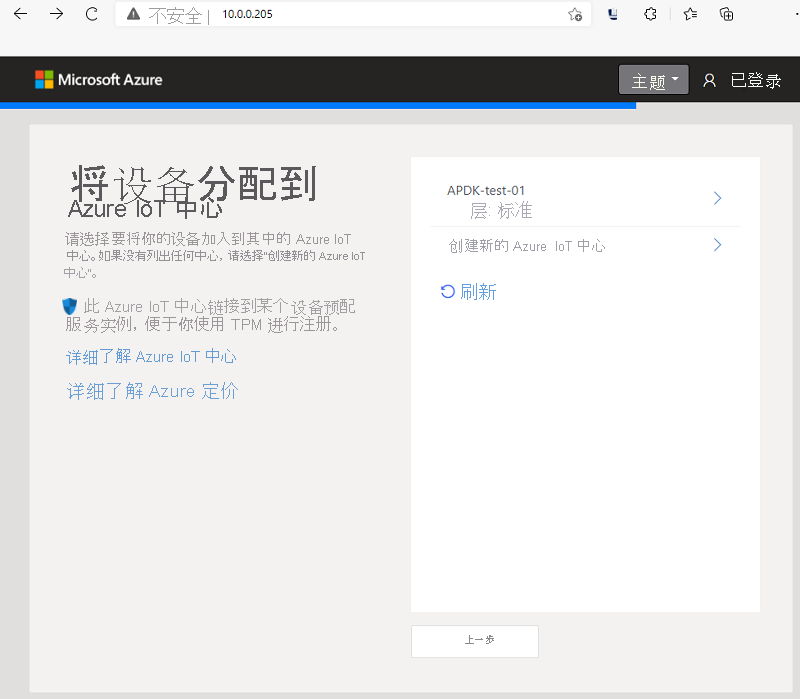 不安全 | 10.0.0.205
Microsoft Azure
主题
已登录
将设备分配到
Azure IoT 中心
请选择要将你的设备加入到其中的 Azure IoT
中心。如果没有列出任何中心，请选择"创建新的 Azure IoT
中心"。
此 Azure IoT 中心链接到某个设备预配
服务实例, 便于你使用 TPM 进行注册。
详细了解 Azure IoT 中心
详细了解 Azure 定价
APDK-test-01
层: 标准
创建新的 Azure IoT 中心
刷新
上一步